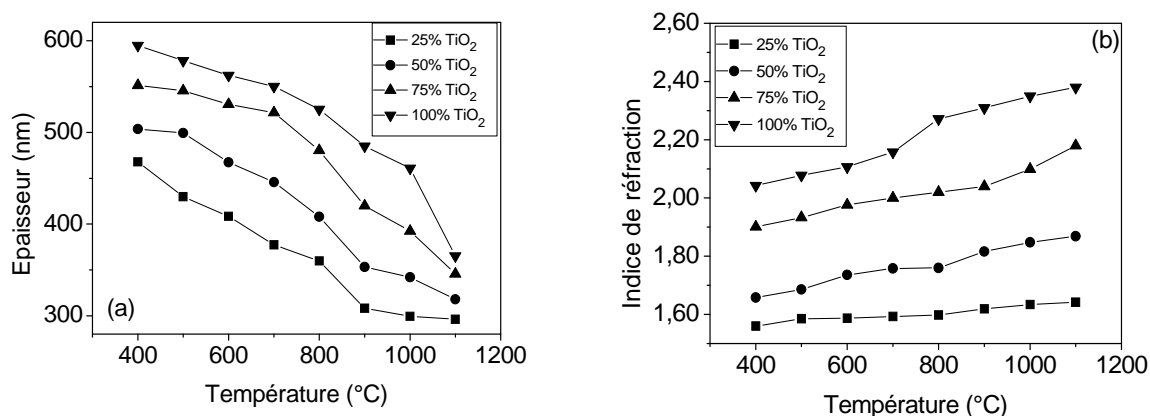 (a)
25% TiO2
50% TiO2
75% TiO2
100% TiO2
Epaisseur (nm)
600
500
400
300
400
600
800
1000
1200
Température (°C)
(b)
25% TiO2
50% TiO2
75% TiO2
100% TiO2
Indice de réfraction
2,60
2,40
2,20
2,00
1,80
1,60
400
600
800
1000
1200
Température (°C)